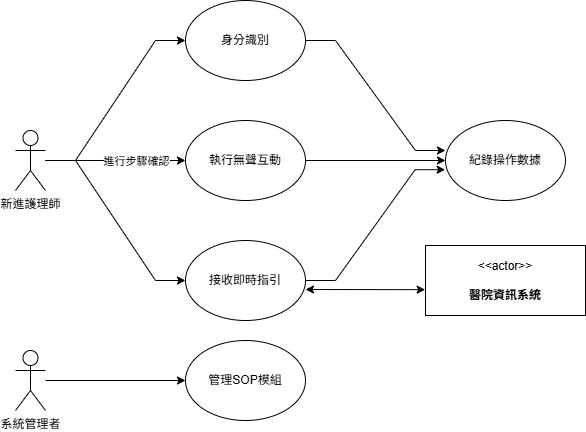 身分識別
進行步驟確認
執行無聲互動
紀錄操作數據
新進護理師
接收即時指引
<<actor>>
醫院資訊系統
管理SOP模組
系統管理者